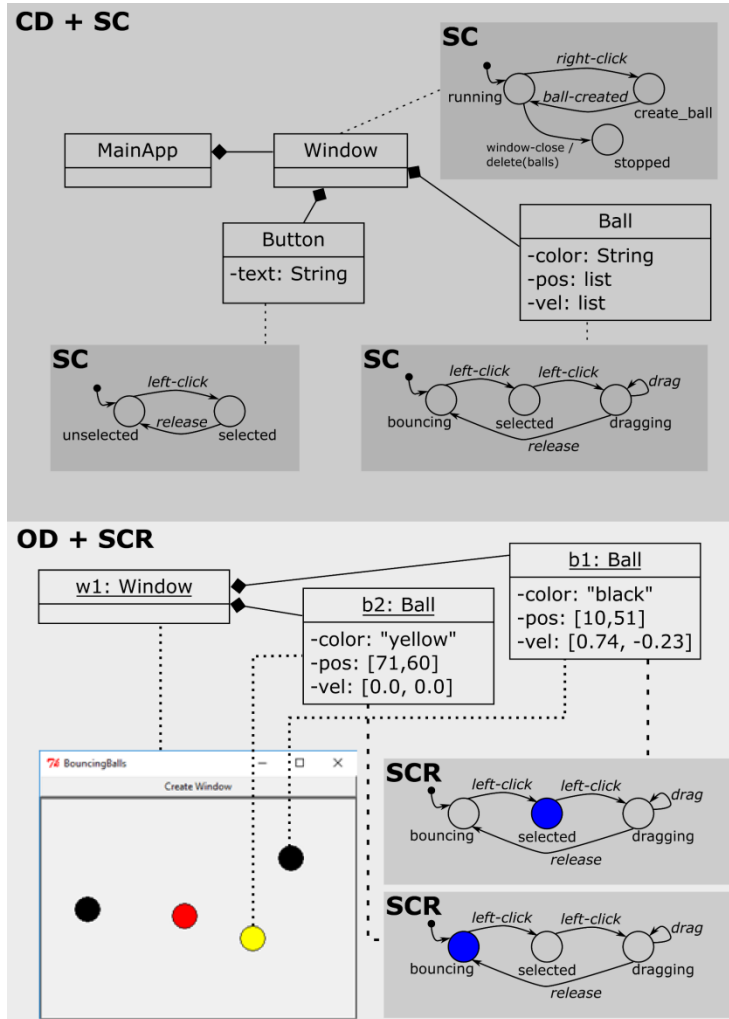 CD + SC
SC
right-click
running
ball-created
create_ball
window-close /
delete(balls)
stopped
MainApp
Window
Button
-text: String
Ball
-color: String
-pos: list
-vel: list
SC
left-click
release
unselected
selected
SC
left-click
left-click
drag
bouncing
selected
dragging
release
OD + SCR
w1: Window
b2: Ball
-color: "yellow"
-pos: [71,60]
-vel: [0.0, 0.0]
b1: Ball
-color: "black"
-pos: [10,51]
-vel: [0.74, -0.23]
BouncingBalls
Create Window
SCR
left-click
left-click
drag
bouncing
selected
dragging
release
SCR
left-click
left-click
drag
bouncing
selected
dragging
release